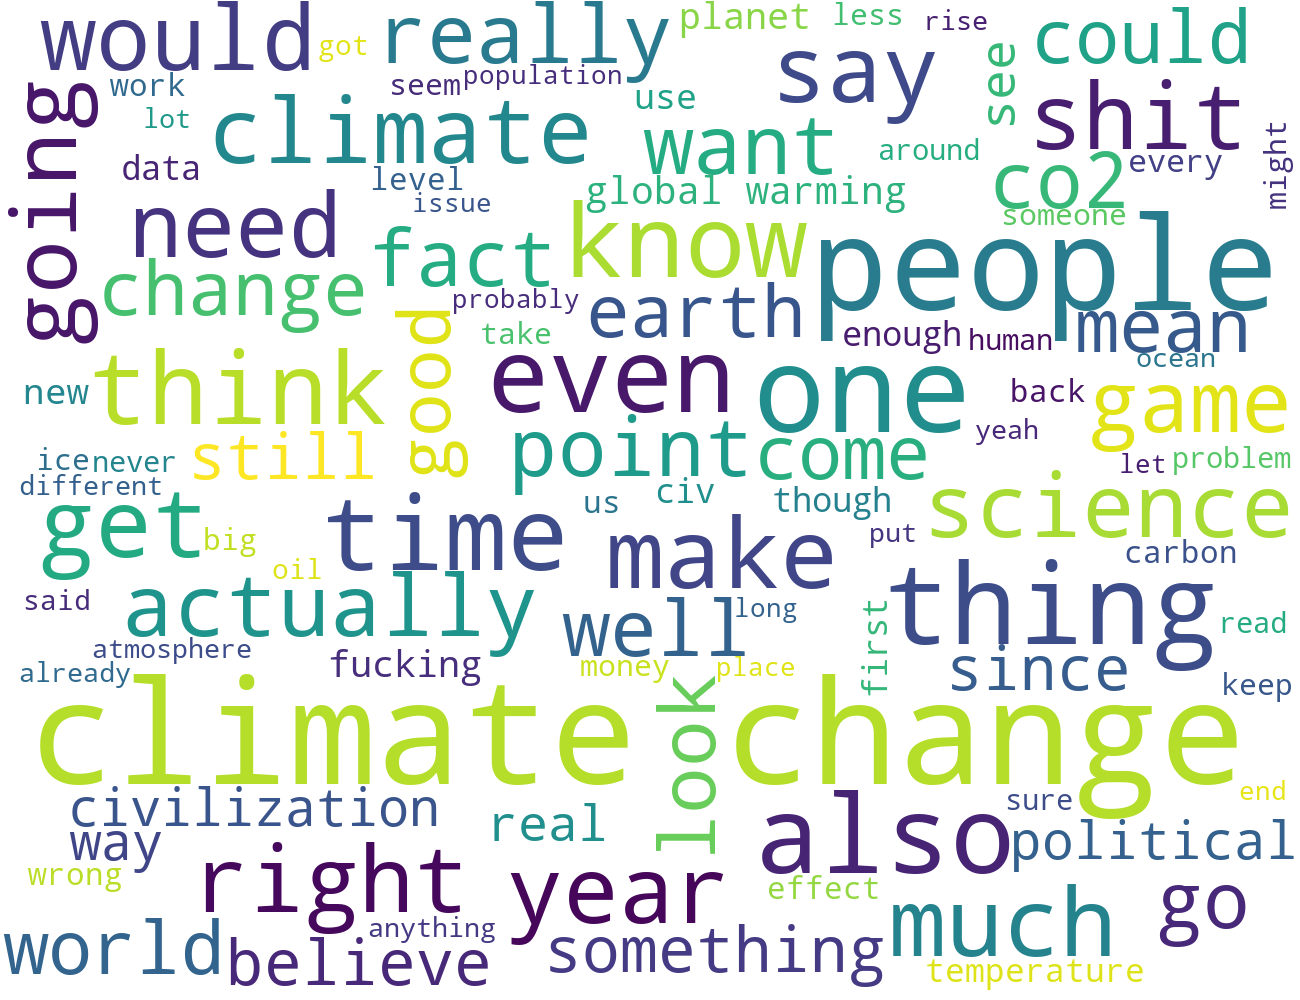 would
got
really
planet
less
rise
say
see
could
going
work
seem
population
use
shit
lot
climate
want
around
co2
every
might
data
level
issue
global warming
someone
need
fact
know
people
change
probably
earth
mean
good
take
enough
human
ocean
new
think
even
one
back
game
still
point
come
yeah
let
problem
ice
never
different
us
civ
though
science
get
big
time
make
put
carbon
oil
said
actually
well
long
first
thing
read
atmosphere
already
fucking
money
place
since
keep
climate change
look
civilization
real
sure
end
way
also
political
wrong
right
year
effect
go
world
believe
anything
something
much
temperature